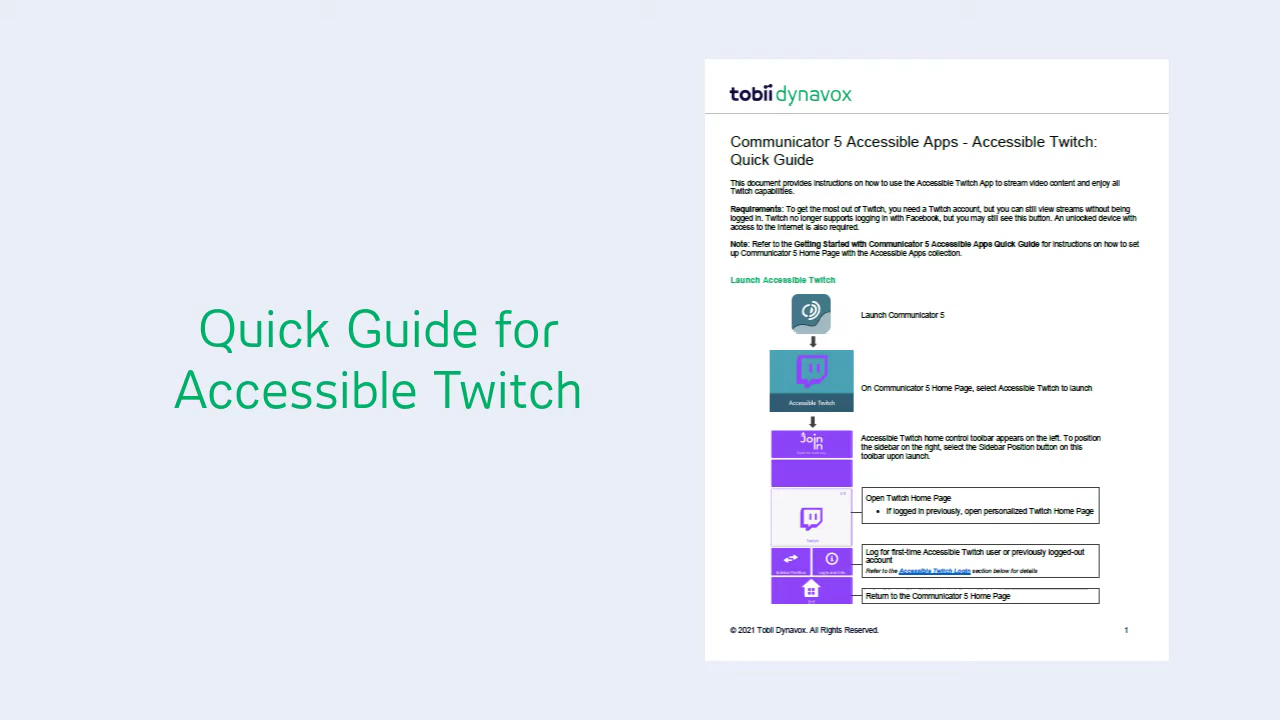 Quick Guide for
Accessible Twitch
tobii dynavox
Communicator 5 Accessible Apps - Accessible Twitch:
Quick Guide
This document provides instructions on how to use the Accessible Twitch App to stream video content and enjoy all
Twitch capabilities.
Requirements: To get the most out of Twitch, you need a Twitch account, but you can still view streams without being
logged in. Twitch no longer supports logging in with Facebook, but you may still see this button. An unlocked device with
access to the Internet is also required.
Note: Refer to the Getting Started with Communicator 5 Accessible Apps Quick Guide for instructions on how to set
up Communicator 5 Home Page with the Accessible Apps collection.
Launch Accessible Twitch
Launch Communicator 5
Accessible Twitch
On Communicator 5 Home Page, select Accessible Twitch to launch
Join
In
Accessible Twitch home control toolbar appears on the left. To position
the sidebar on the right, select the Sidebar Position button on this
toolbar upon launch.
Twitch
Open Twitch Home Page
• If logged in previously, open personalized Twitch Home Page
Sidebar Position
Log for first-time Accessible Twitch user or previously logged-out
account
Refer to the Accessible Twitch Login section below for details
Return to the Communicator 5 Home Page
© 2021 Tobii Dynavox. All Rights Reserved.
1